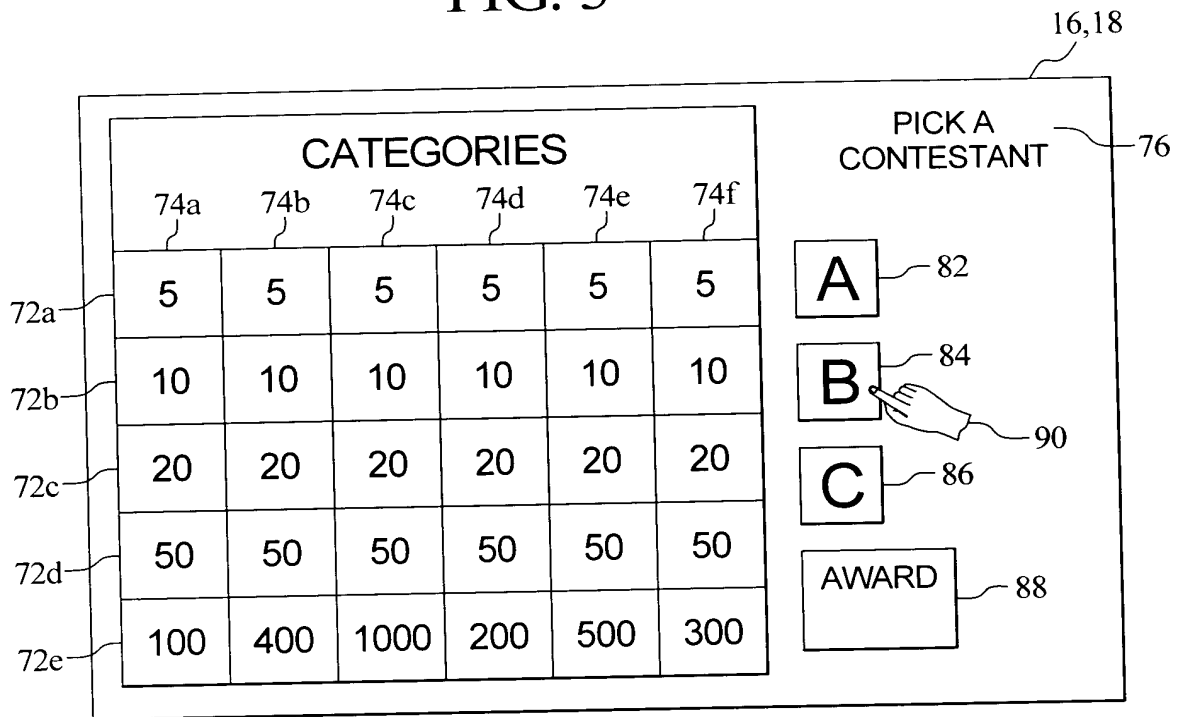 FIG. 5
16,18
CATEGORIES
PICK A
CONTESTANT
76
74a 74b 74c 74d 74e 74f
72a 5 5 5 5 5 5
A 82
72b 10 10 10 10 10 10
B 84
90
72c 20 20 20 20 20 20
C 86
72d 50 50 50 50 50 50
AWARD 88
72e 100 400 1000 200 500 300